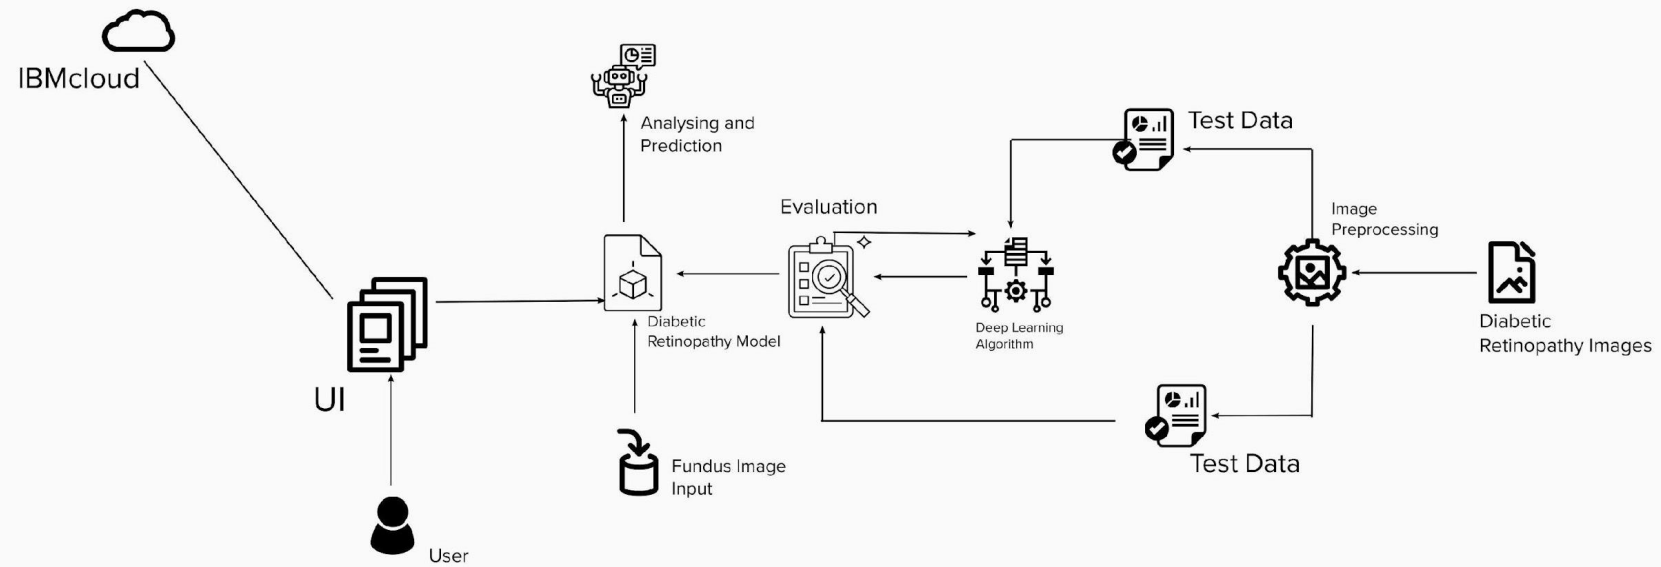 IBMcloud
Analysing and
Prediction
Test Data
Evaluation
Image
Preprocessing
Diabetic
Retinopathy Model
Deep Learning
Algorithm
Diabetic
Retinopathy Images
UI
Fundus Image
Input
Test Data
User